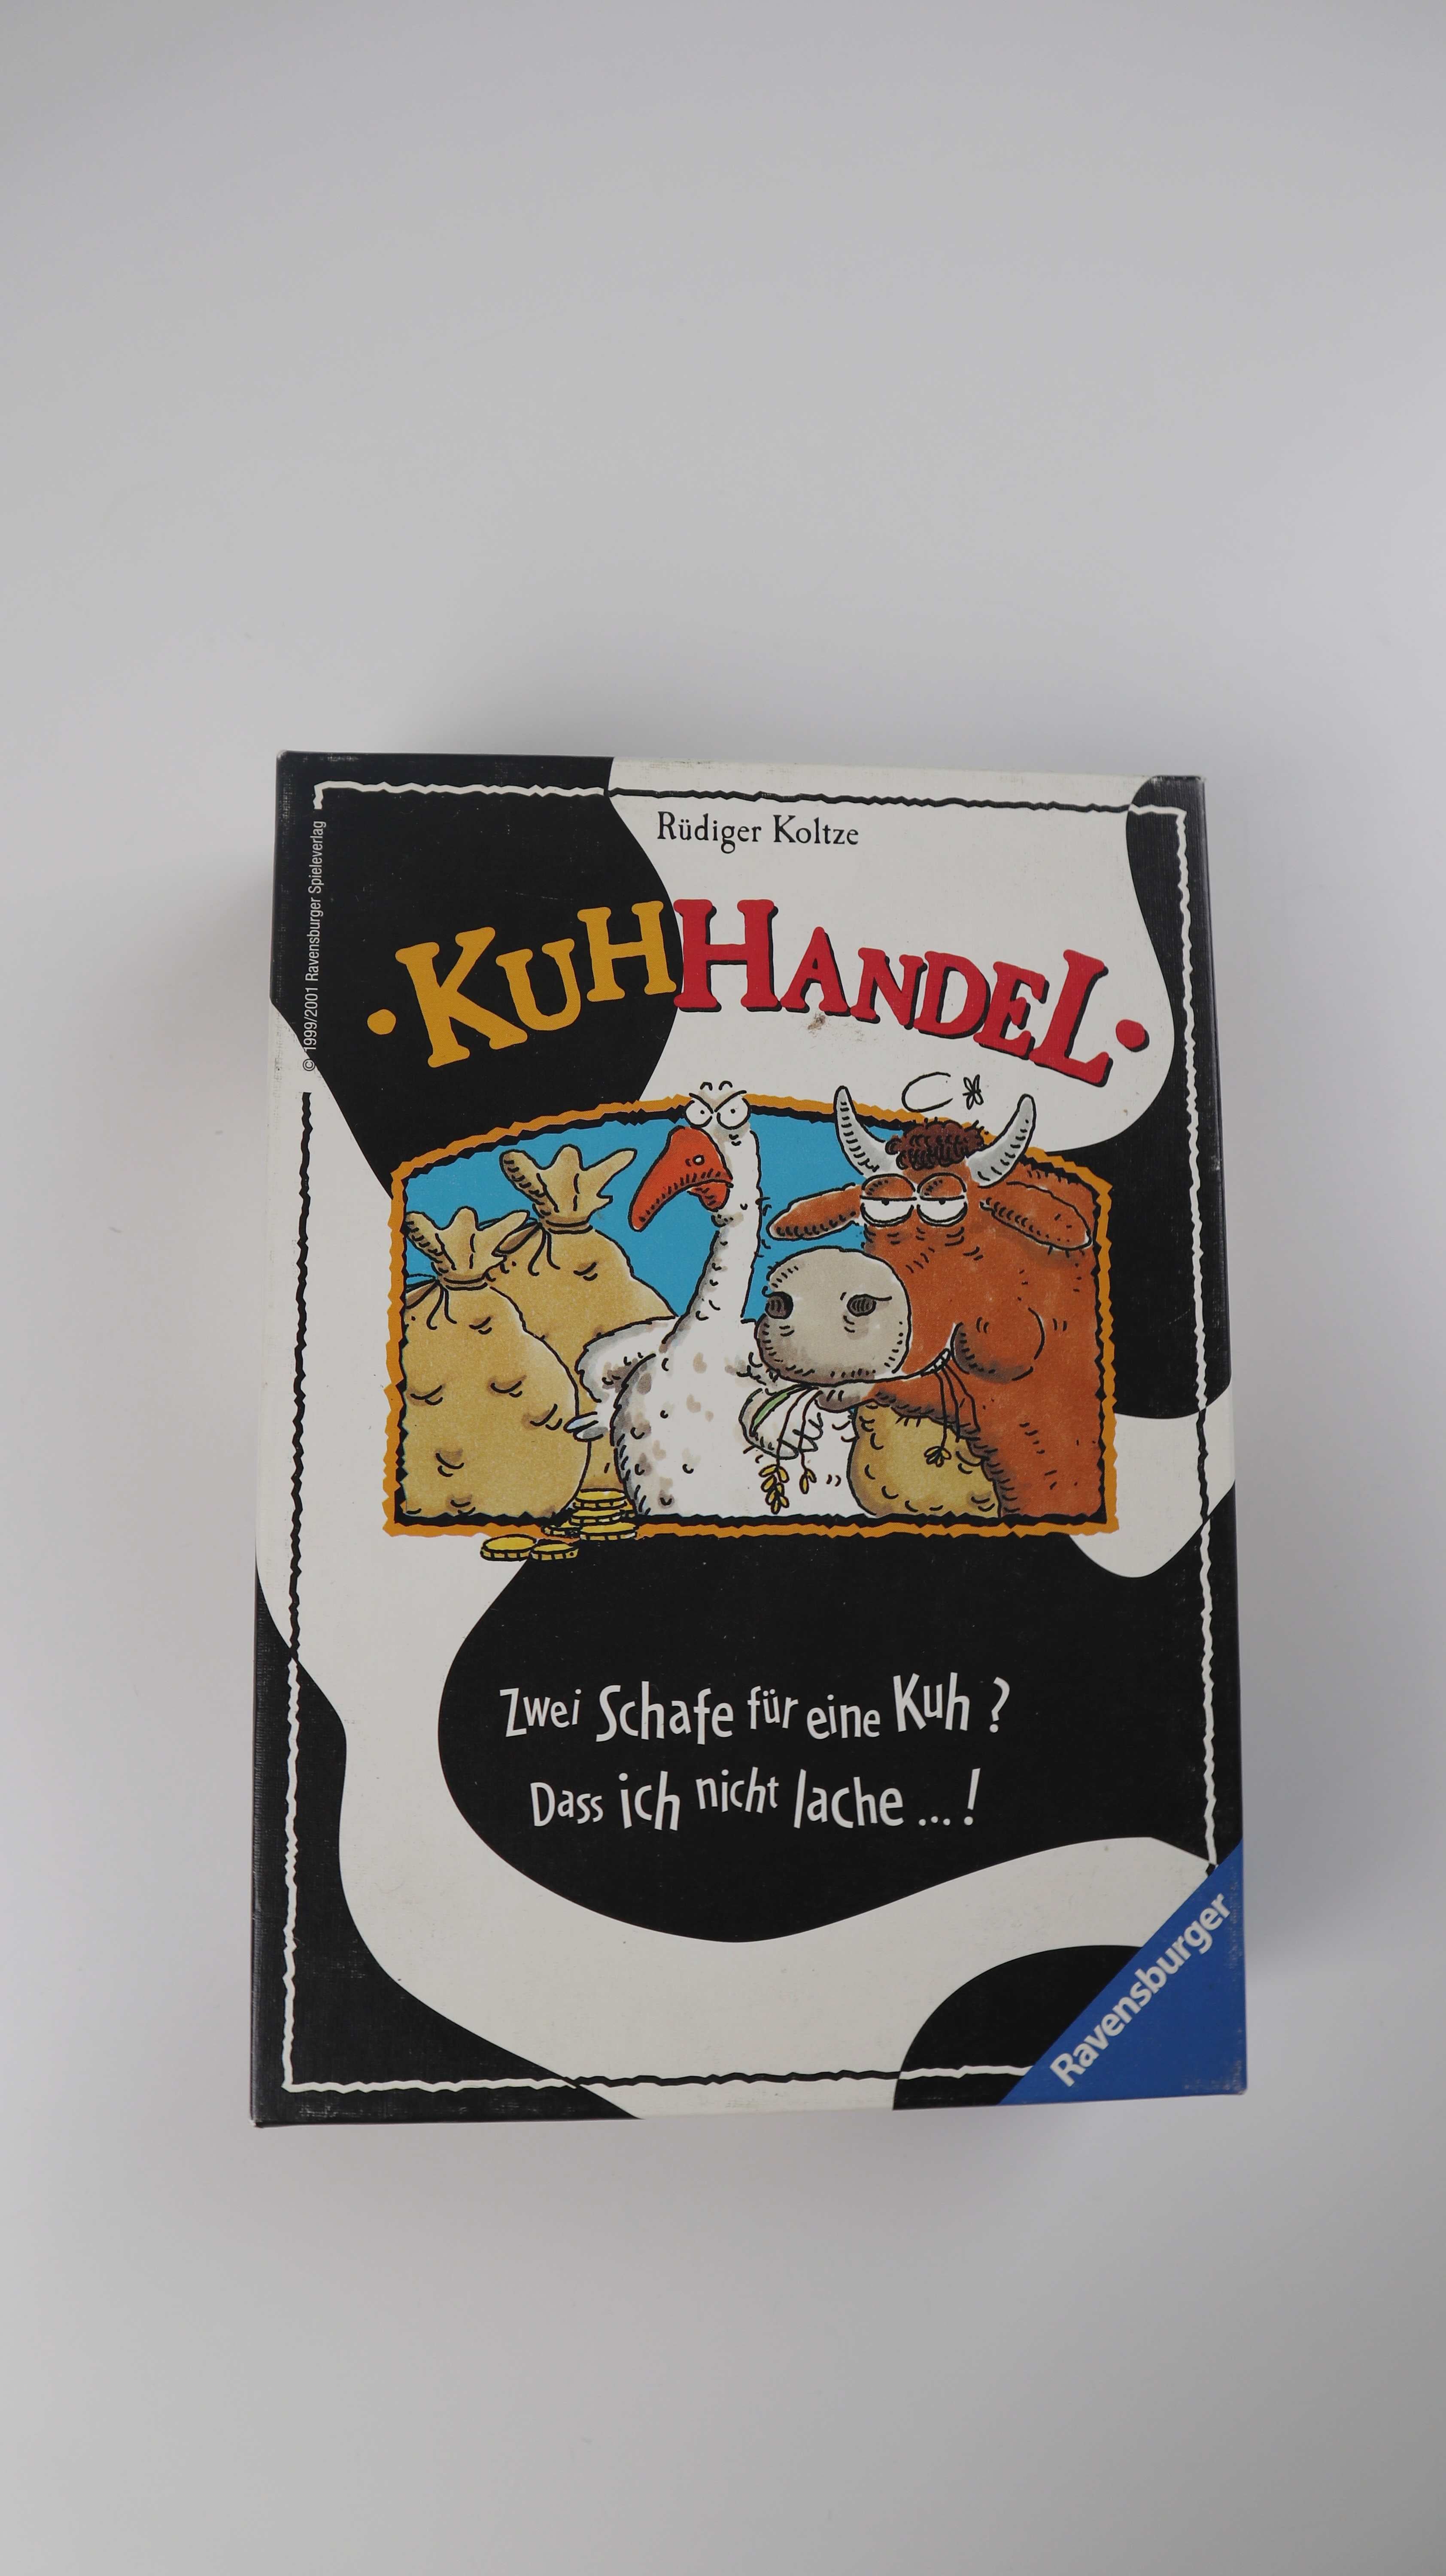 Rüdiger Koltze
© 1999/2001 Ravensburger Spieleverlag
• KUHHANDEL •
Zwei Schafe für eine Kuh ?
Dass ich nicht lache ... !
Ravensburger